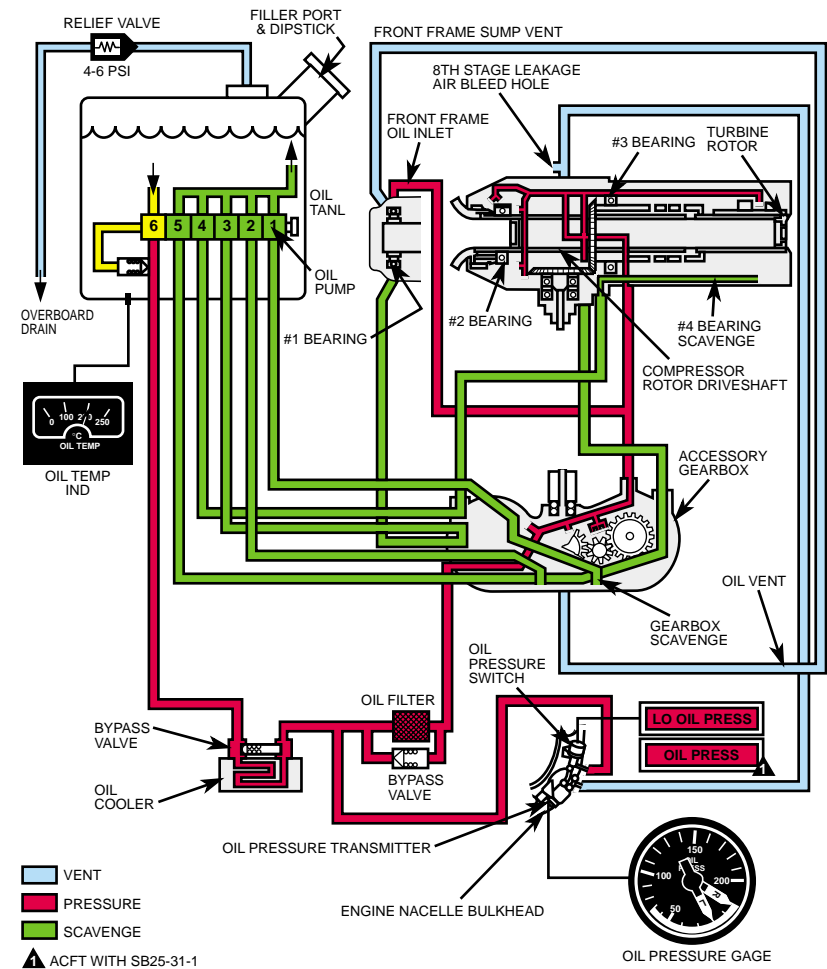 RELIEF VALVE
4-6 PSI
FILLER PORT
& DIPSTICK
FRONT FRAME SUMP VENT
8TH STAGE LEAKAGE
AIR BLEED HOLE
FRONT FRAME
OIL INLET
#3 BEARING
TURBINE
ROTOR
OIL
TANL
6 5 4 3 2 1
OIL
PUMP
OVERBOARD
DRAIN
#1 BEARING
#2 BEARING
#4 BEARING
SCAVENGE
COMPRESSOR
ROTOR DRIVESHAFT
0 100 250
°C
OIL TEMP
OIL TEMP
IND
ACCESSORY
GEARBOX
OIL VENT
GEARBOX
SCAVENGE
OIL
PRESSURE
SWITCH
OIL FILTER
LO OIL PRESS
OIL PRESS
1
BYPASS
VALVE
BYPASS
VALVE
OIL
COOLER
OIL PRESSURE TRANSMITTER
ENGINE NACELLE BULKHEAD
50 100 150 200
L R
OIL PRESSURE GAGE
VENT
PRESSURE
SCAVENGE
1 ACFT WITH SB25-31-1